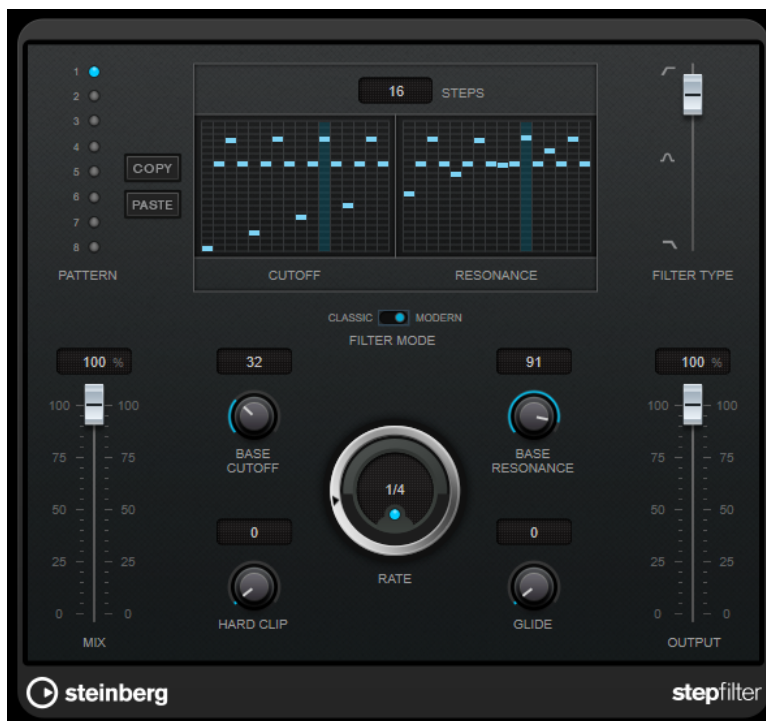 1
2
3
4
5
6
7
8
PATTERN
COPY
PASTE
16 STEPS
CUTOFF RESONANCE
FILTER TYPE
CLASSIC MODERN
FILTER MODE
100 %
100 100
75 75
50 50
25 25
0 0
MIX
32
BASE
CUTOFF
0
HARD CLIP
1/4
RATE
91
BASE
RESONANCE
0
GLIDE
100 %
100 100
75 75
50 50
25 25
0 0
OUTPUT
steinberg
stepfilter